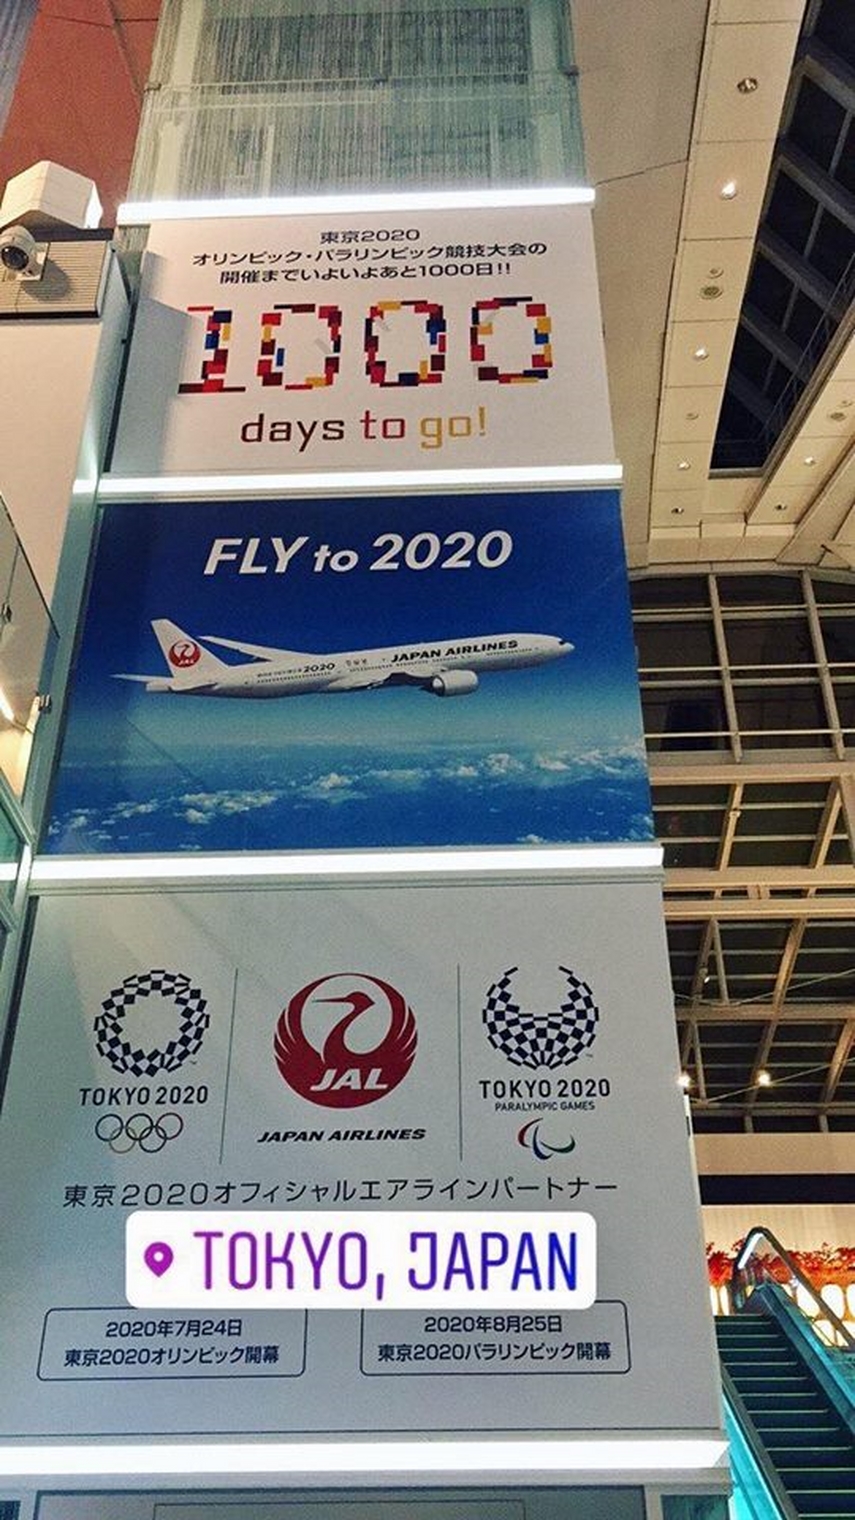 東京2020
オリンピック・パラリンピック競技大会の
開催までいよいよあと1000日!!
1000
days to go!
FLY to 2020
JAL
2020
JAPAN AIRLINES
TOKYO 2020
JAL
JAPAN AIRLINES
TOKYO 2020
PARALYMPIC GAMES
東京2020オフィシャルエアラインパートナー
TOKYO, JAPAN
2020年7月24日
東京2020オリンピック開幕
2020年8月25日
東京2020パラリンピック開幕